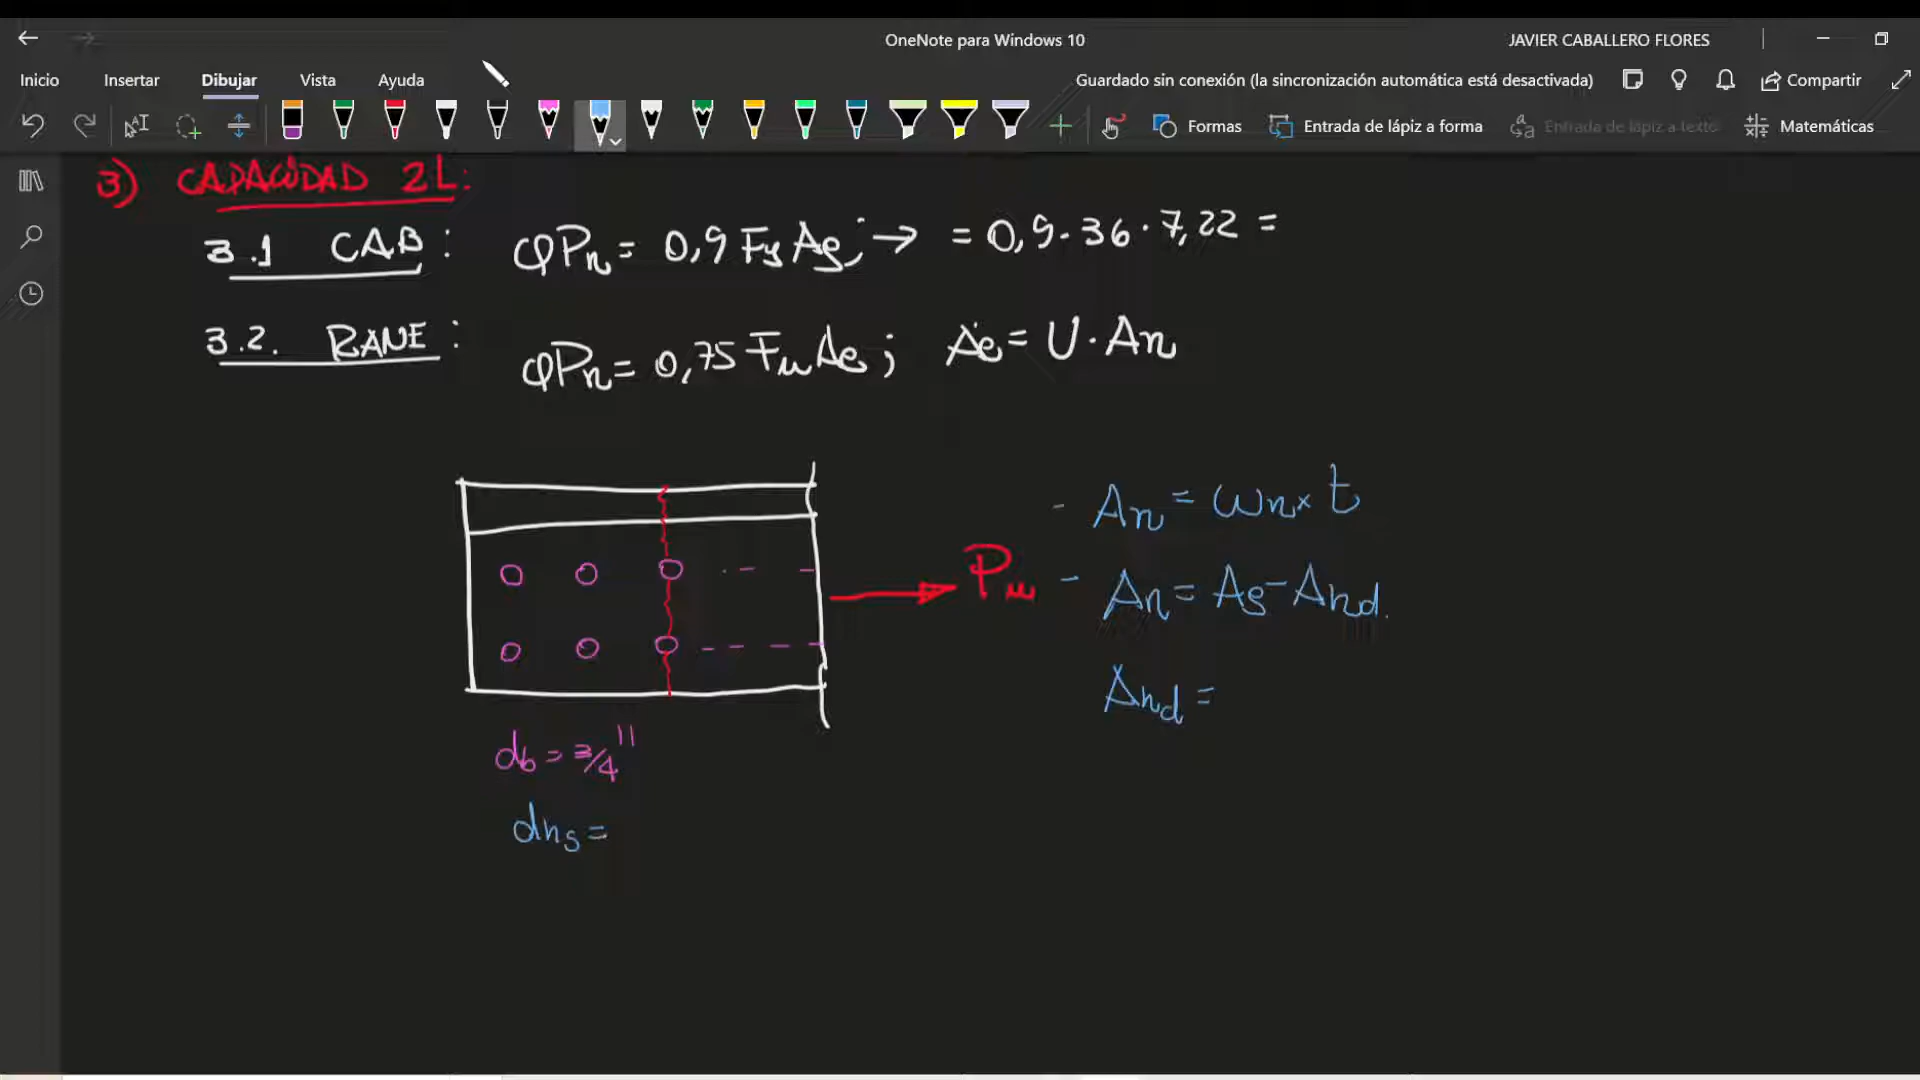 OneNote para Windows 10
JAVIER CABALLERO FLORES
Inicio Insertar Dibujar Vista Ayuda
Guardado sin conexión (la sincronización automática está desactivada)
Compartir
Formas
Entrada de lápiz a forma
Entrada de lápiz a texto
Matemáticas
3) CAPACIDAD 2L:
3.1 CAB: φPn = 0,9 Fy Ag; → = 0,9 · 36 · 7,22 =
3.2. RANE: φPn = 0,75 Fu Ae; Ae = U · An
- An = wn x t
Pu
- An = Ag - Ahd.
Ahd =
db = 3/4"
dhs =